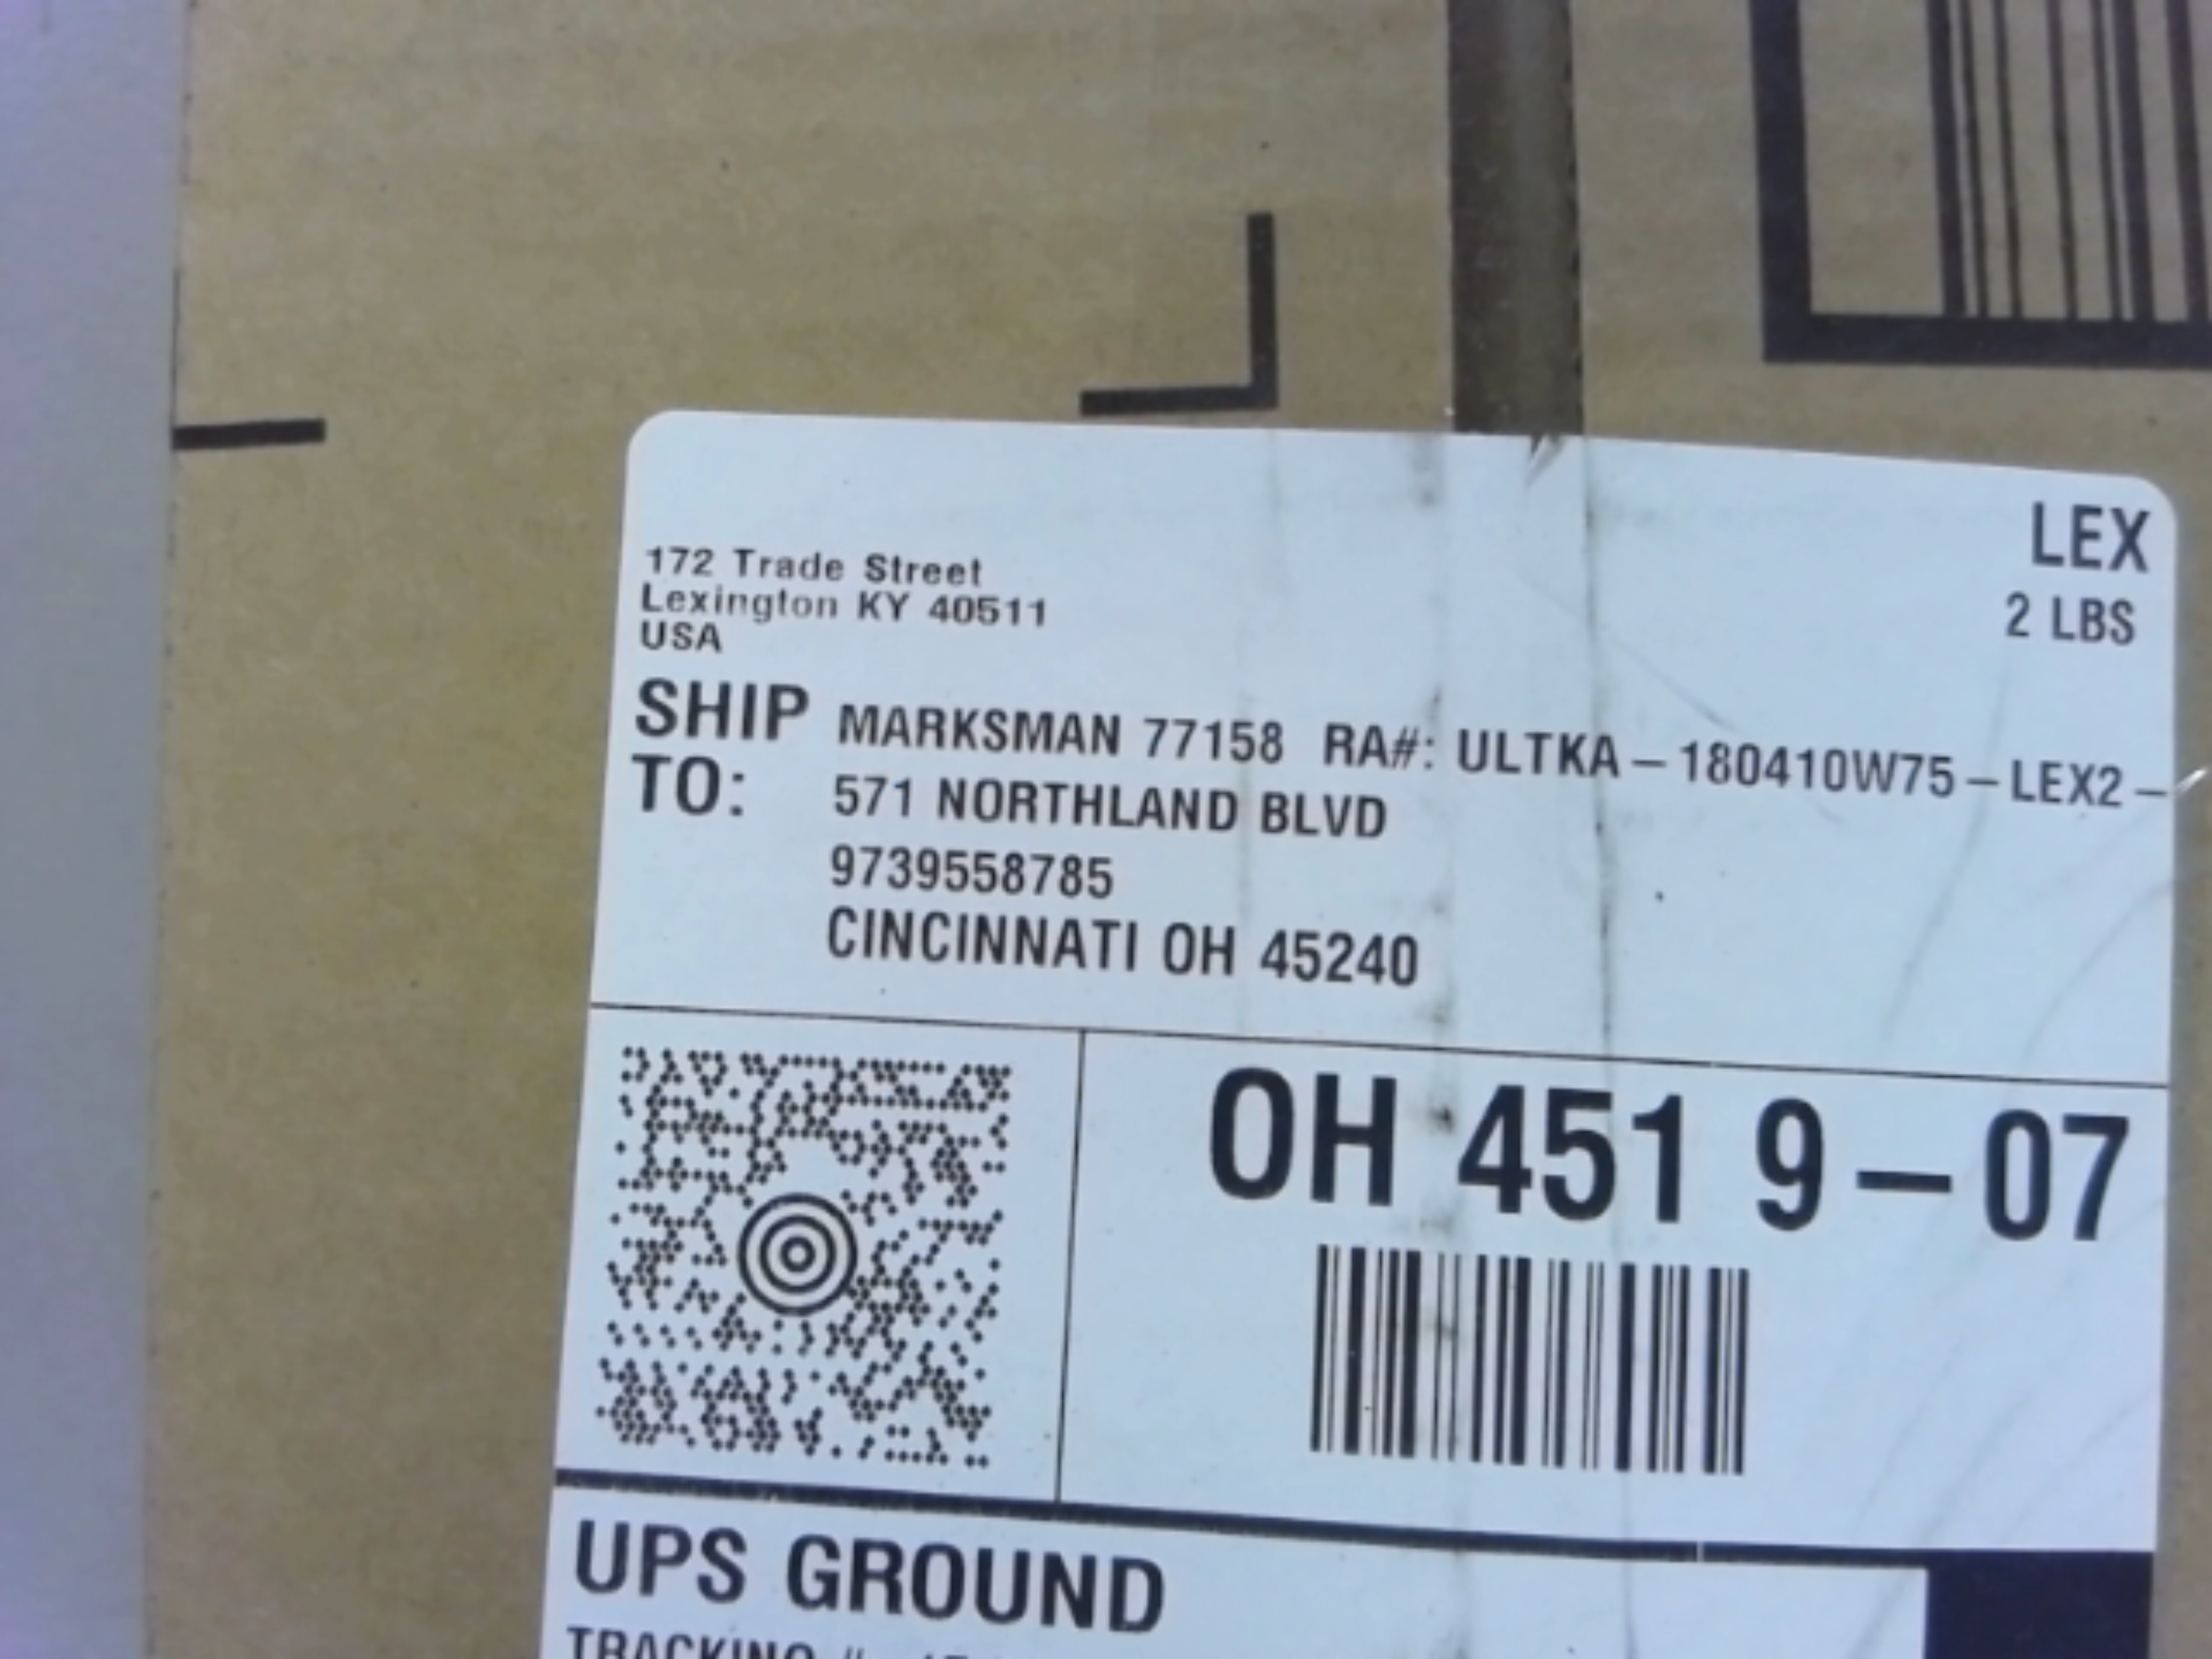 LEX
172 Trade Street
Lexington KY 40511
2 LBS
USA
SHIP TO: MARKSMAN 77158 RA#: ULTKA-180410W75-LEX2-
571 NORTHLAND BLVD
9739558785
CINCINNATI OH 45240
OH 451 9-07
UPS GROUND
TRACKING #: